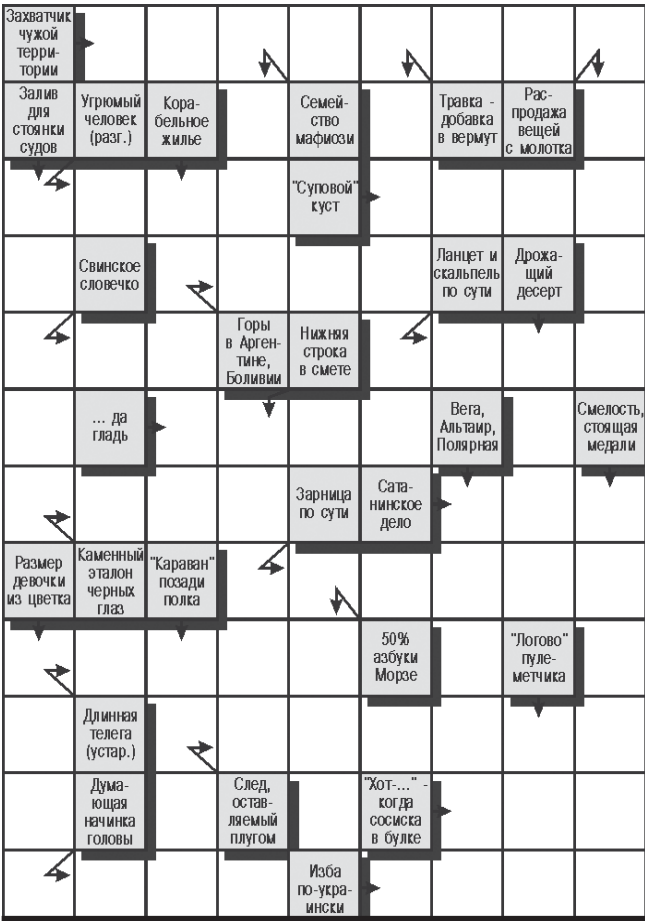 Захватчик
чужой
терри-
тории
Залив
для
стоянки
судов
Угрюмый
человек
(разг.)
Кора-
бельное
жилье
Семей-
ство
мафиози
Травка -
добавка
в вермут
Рас-
продажа
вещей
с молотка
"Суповой"
куст
Свинское
словечко
Ланцет и
скальпель
по сути
Дрожа-
щий
десерт
Горы
в Арген-
тине,
Боливии
Нижняя
строка
в смете
... да
гладь
Вега,
Альтаир,
Полярная
Смелость,
стоящая
медали
Зарница
по сути
Сата-
нинское
дело
Размер
девочки
из цветка
Каменный
эталон
черных
глаз
"Караван"
позади
полка
50%
азбуки
Морзе
"Логово"
пуле-
метчика
Длинная
телега
(устар.)
Дума-
ющая
начинка
головы
След,
остав-
ляемый
плугом
"Хот-..." -
когда
сосиска
в булке
Изба
по-укра-
ински